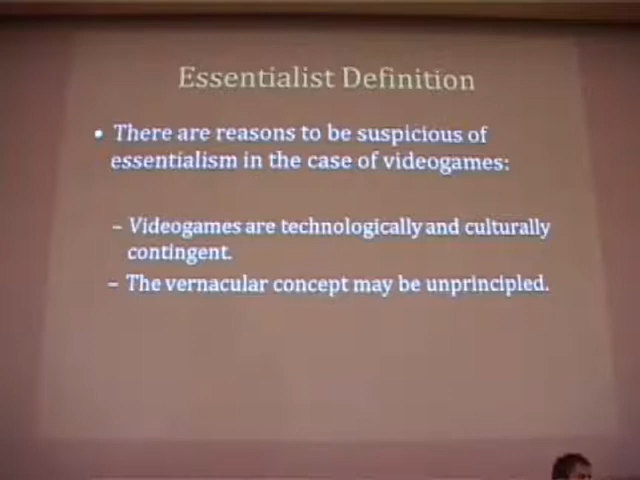 Essentialist Definition
• There are reasons to be suspicious of
essentialism in the case of videogames:
– Videogames are technologically and culturally
contingent.
– The vernacular concept may be unprincipled.